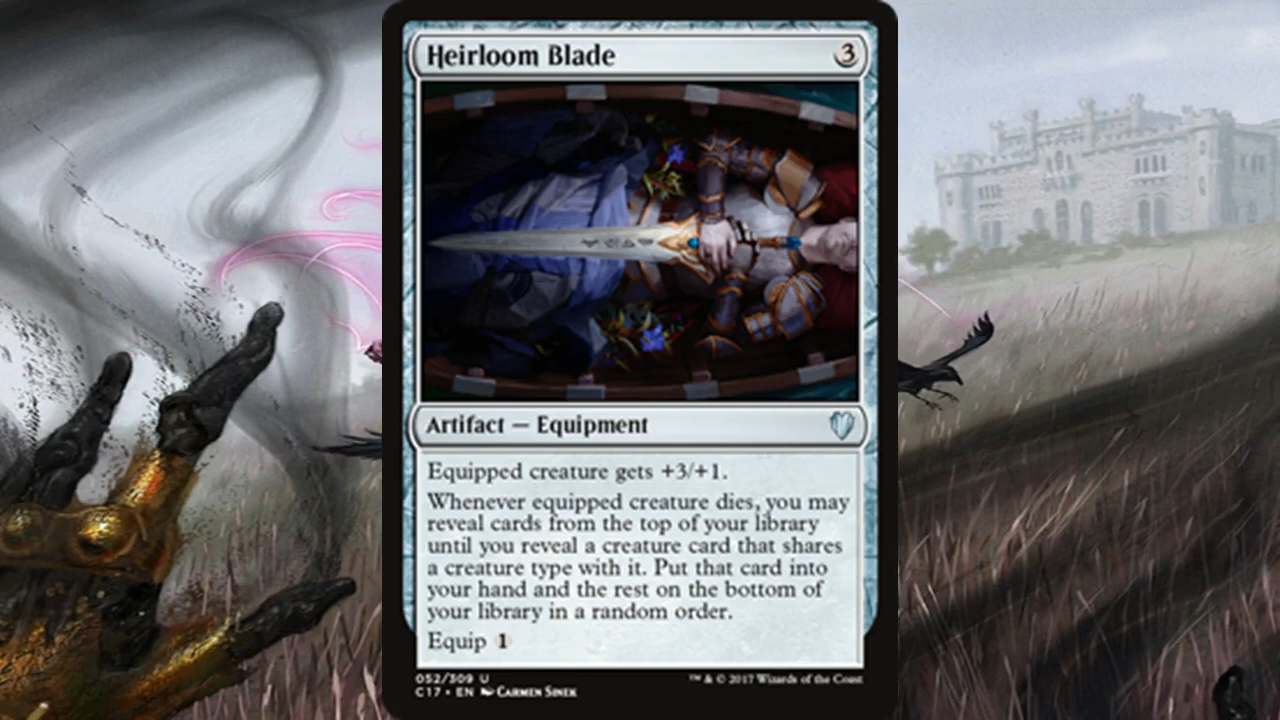 Heirloom Blade 3
Artifact — Equipment
Equipped creature gets +3/+1.
Whenever equipped creature dies, you may
reveal cards from the top of your library
until you reveal a creature card that shares
a creature type with it. Put that card into
your hand and the rest on the bottom of
your library in a random order.
Equip 1
052/309 U
™ & © 2017 Wizards of the Coast
C17 • EN Carmen Sinek